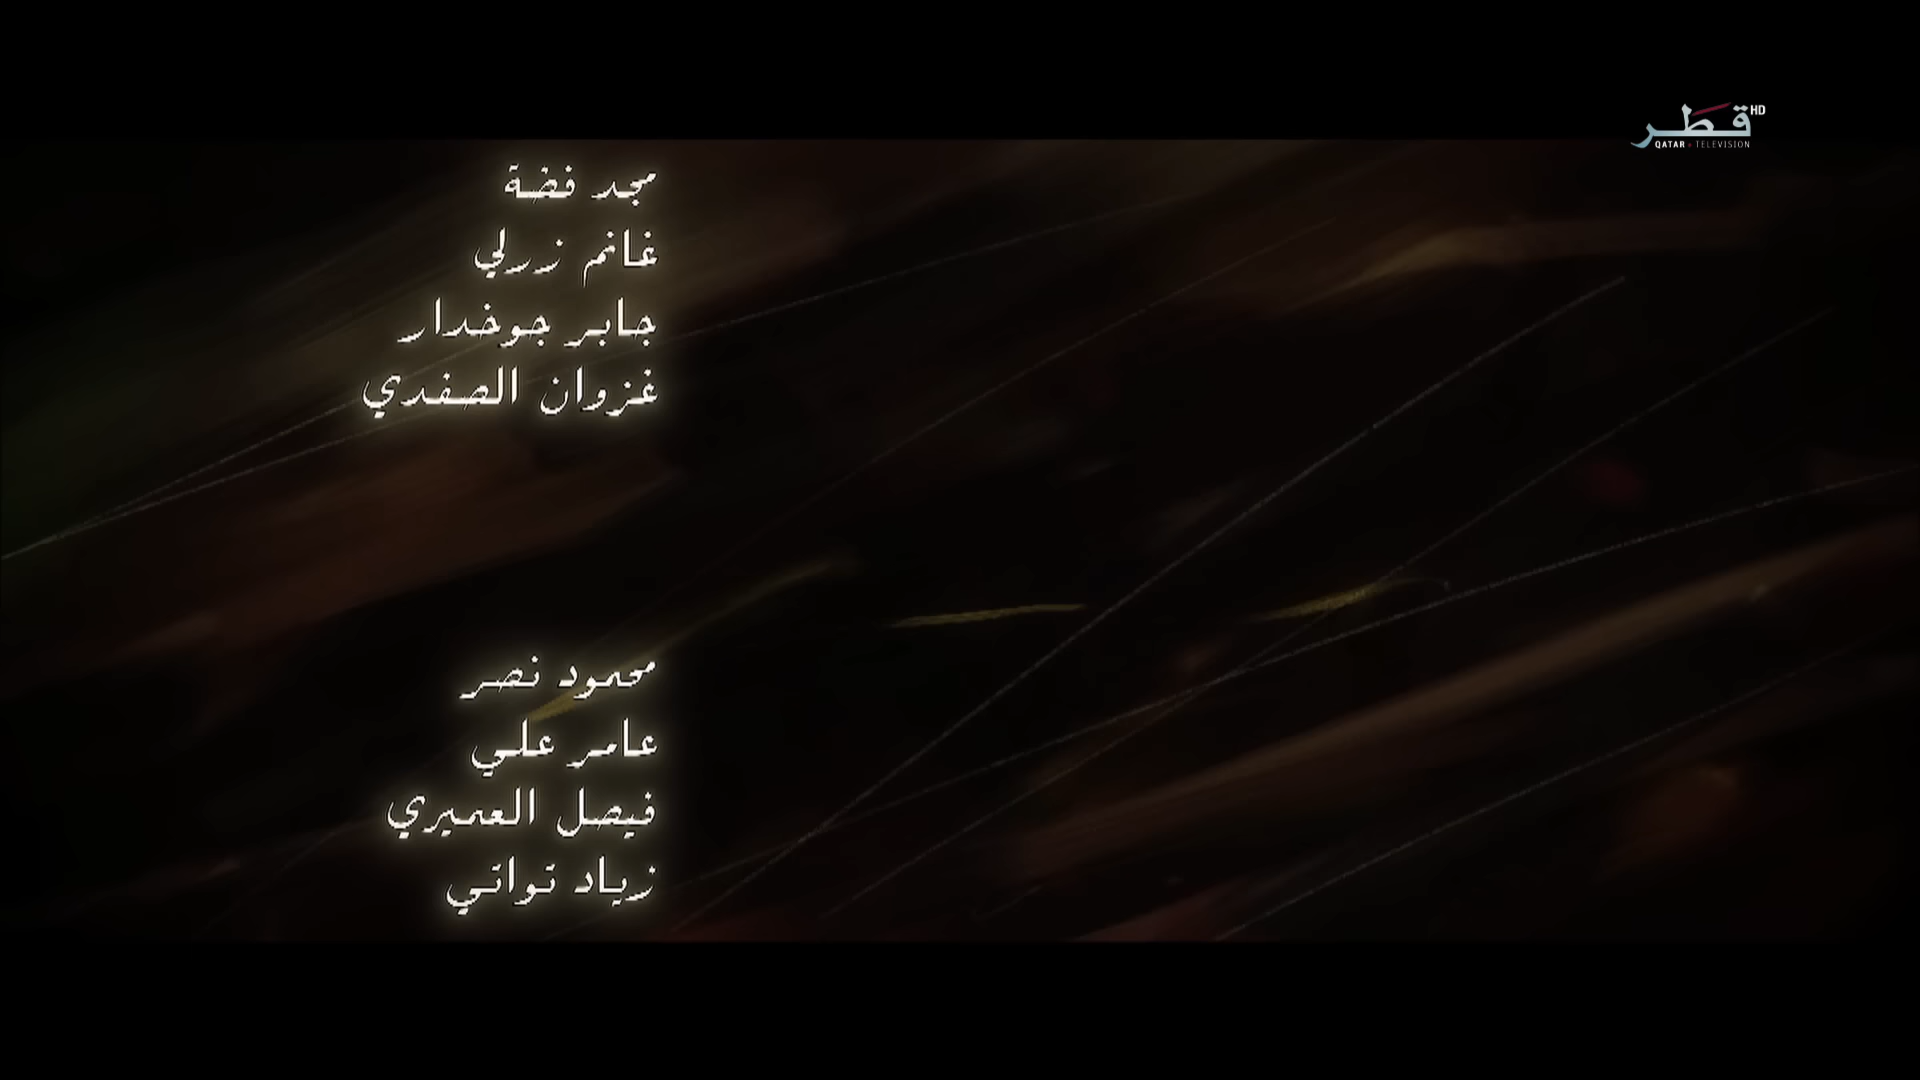 قطر HD
QATAR TELEVISION
مجد فضة
غانم زرلي
جابر جوخدار
غزوان الصفدي
محمود نصر
عامر علي
فيصل العميري
زياد تواتي